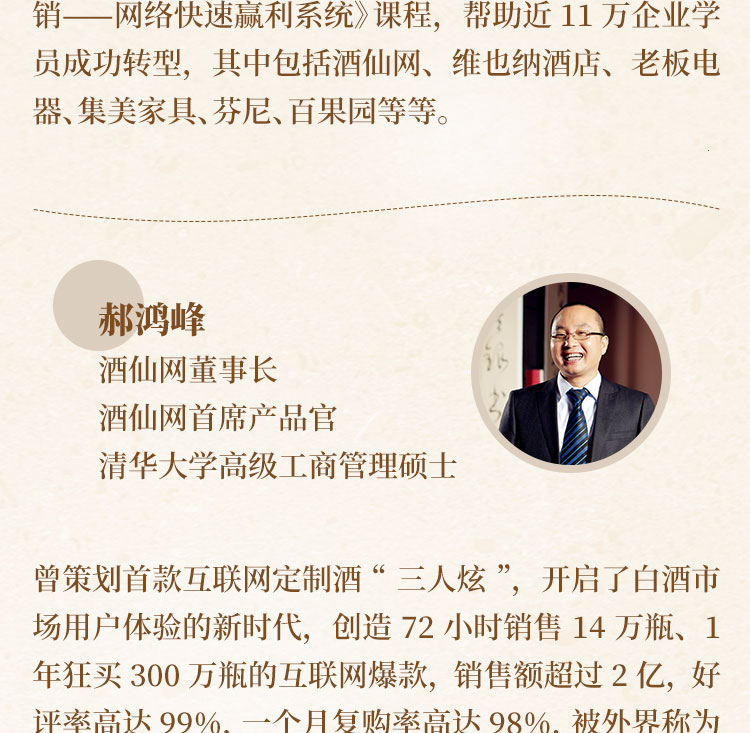 销——网络快速赢利系统》课程，帮助近 11 万企业学
员成功转型，其中包括酒仙网、维也纳酒店、老板电
器、集美家具、芬尼、百果园等等。
郝鸿峰
酒仙网董事长
酒仙网首席产品官
清华大学高级工商管理硕士
曾策划首款互联网定制酒“ 三人炫 ”，开启了白酒市
场用户体验的新时代，创造 72 小时销售 14 万瓶、1
年狂买 300 万瓶的互联网爆款，销售额超过 2 亿，好
评率高达 99%，一个月复购率高达 98%，被外界称为